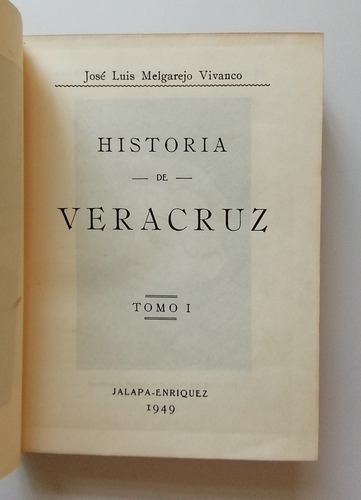 José Luis Melgarejo Vivanco
HISTORIA
— DE —
VERACRUZ
TOMO I
JALAPA-ENRIQUEZ
1949